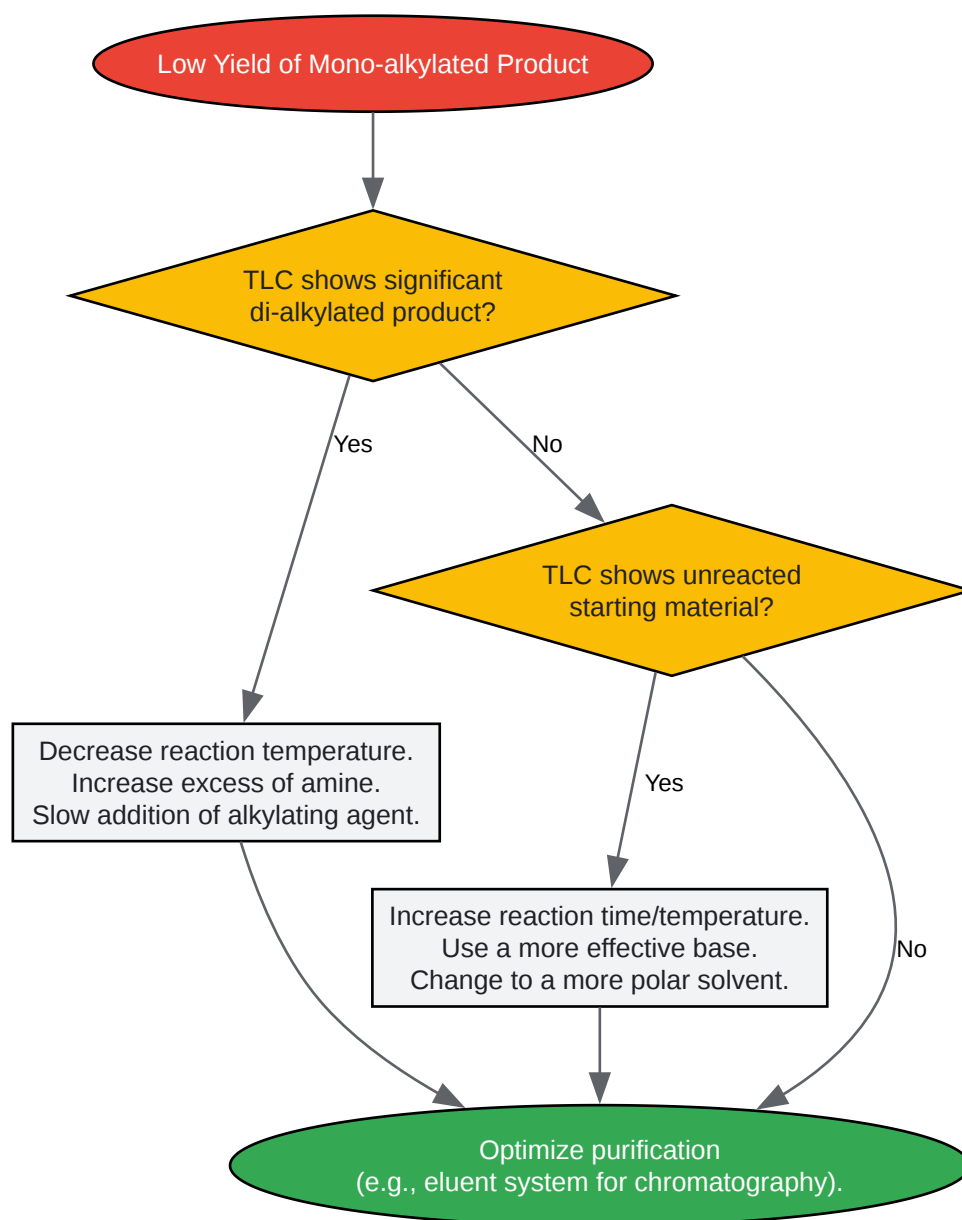 Low Yield of Mono-alkylated Product
TLC shows significant
di-alkylated product?
Yes
No
TLC shows unreacted
starting material?
Decrease reaction temperature.
Increase excess of amine.
Slow addition of alkylating agent.
Yes
Increase reaction time/temperature.
Use a more effective base.
Change to a more polar solvent.
No
Optimize purification
(e.g., eluent system for chromatography).